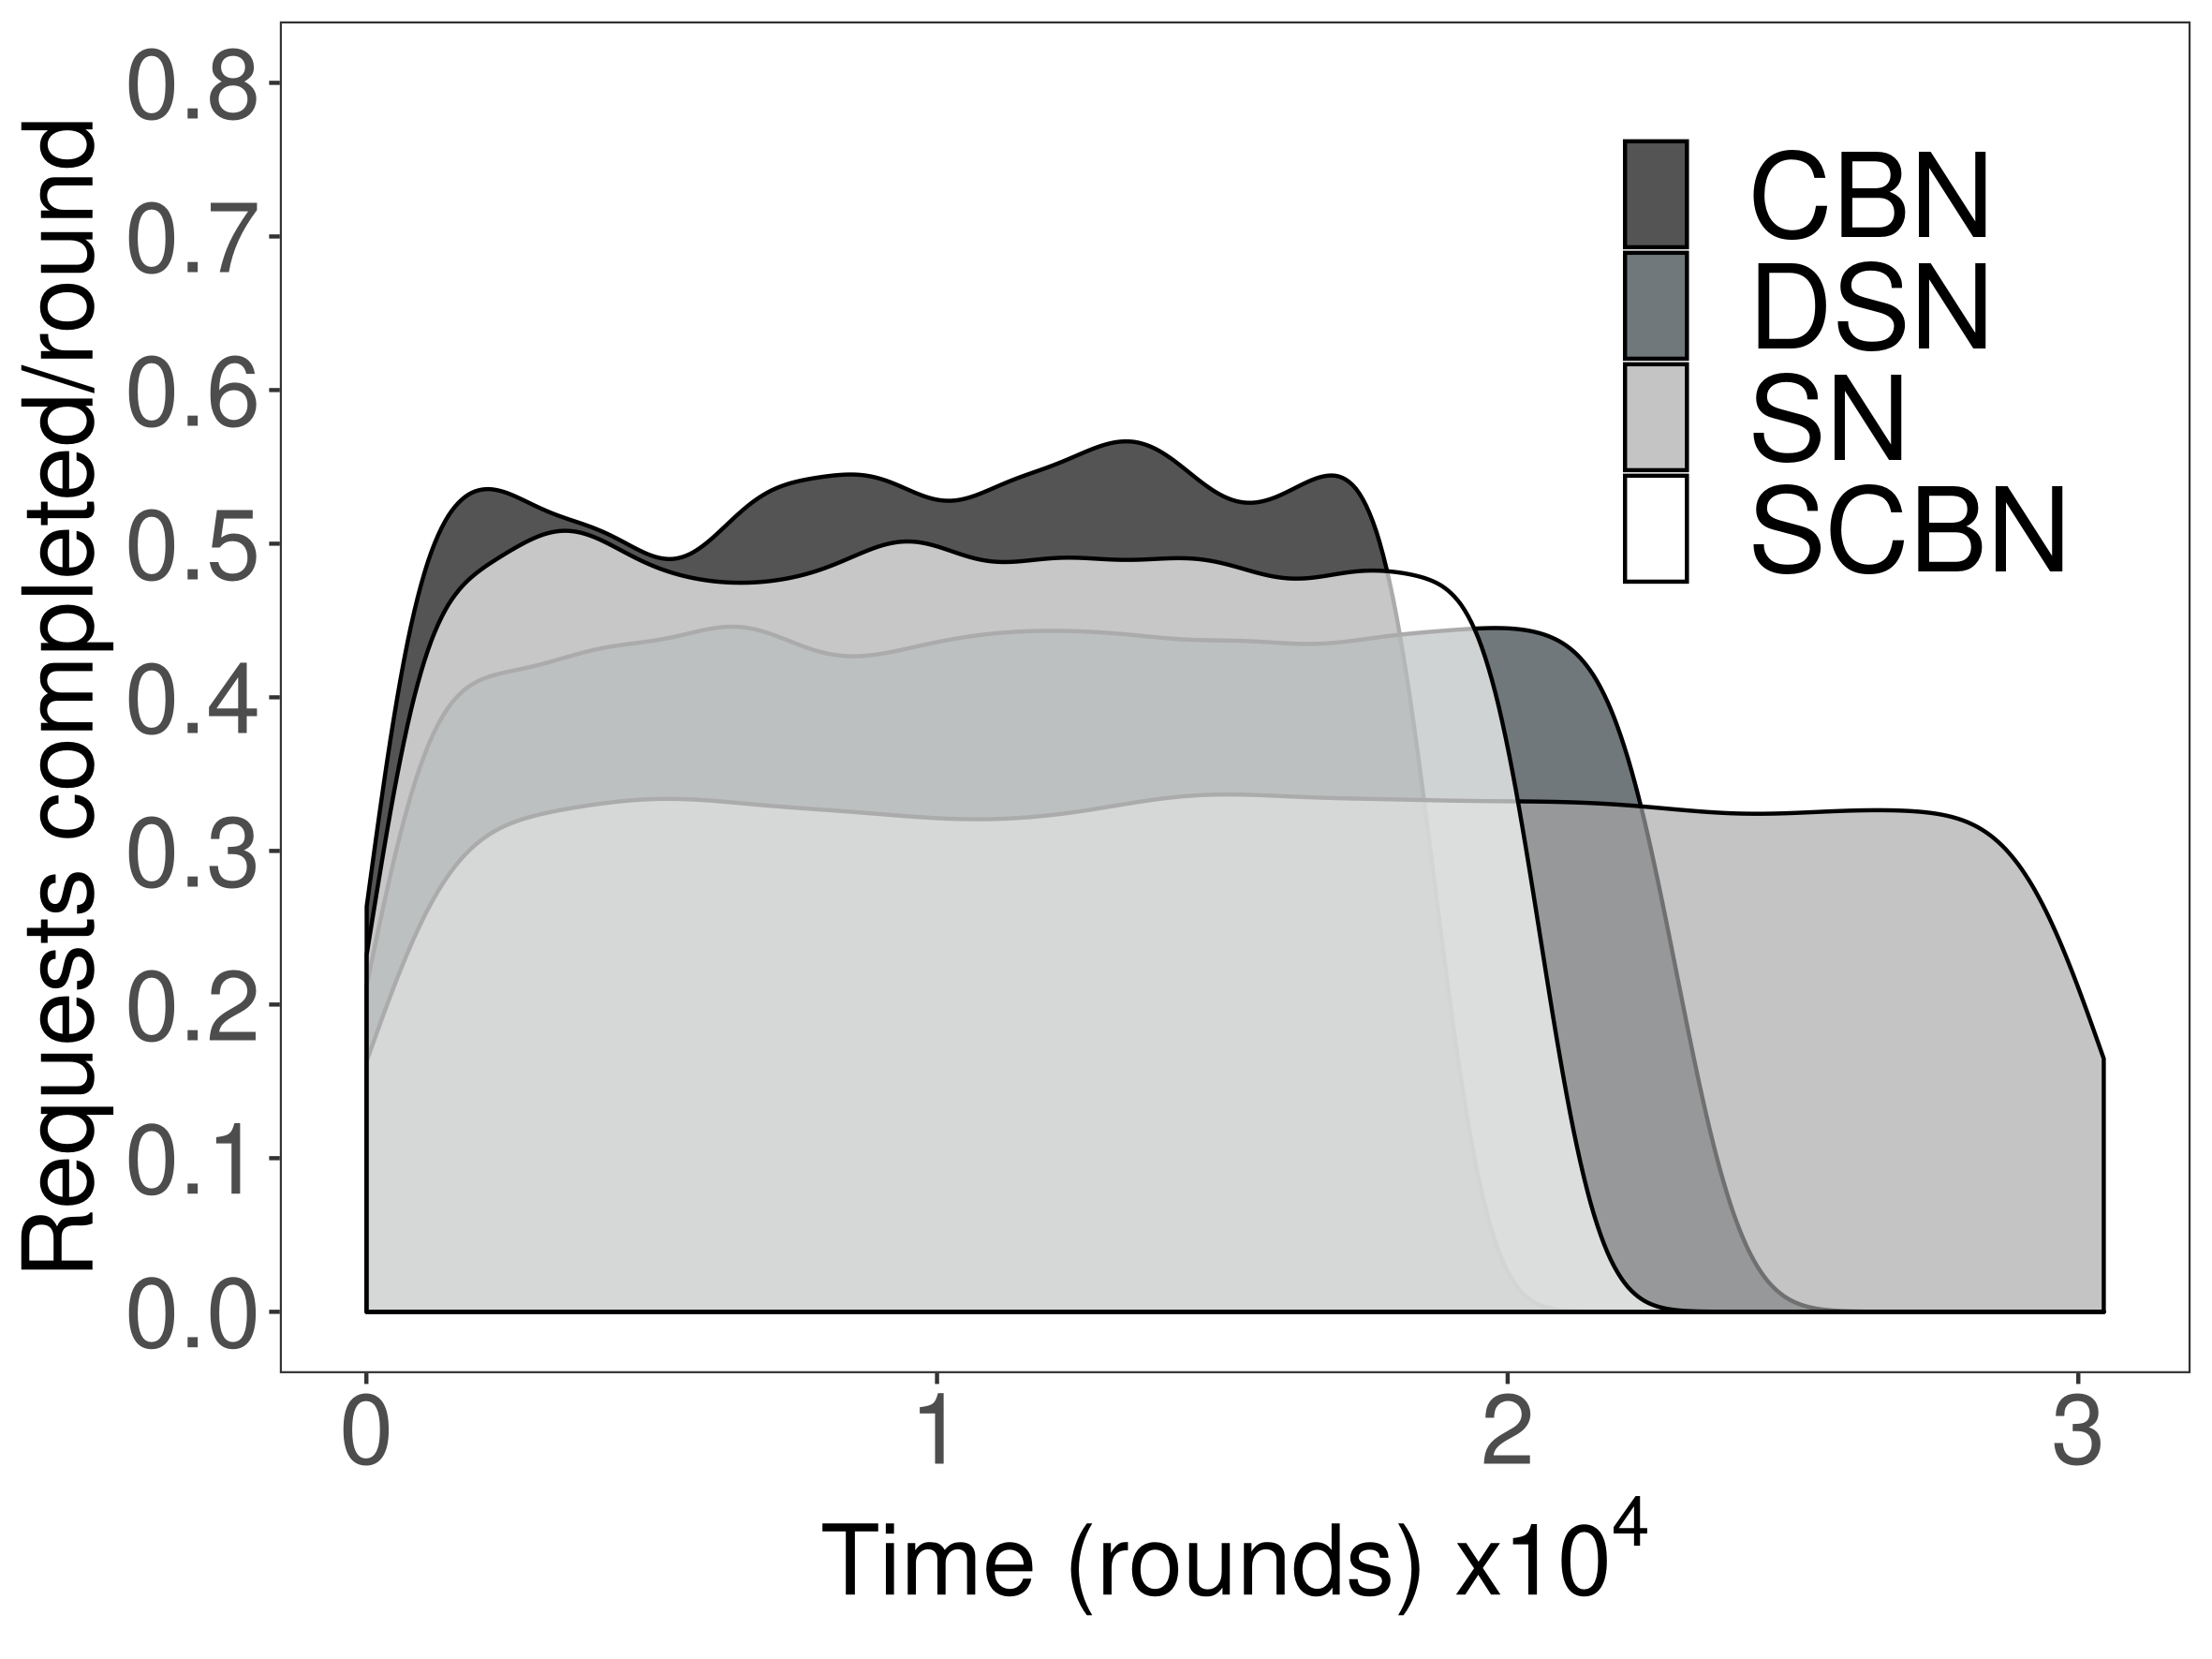 Requests completed/round
0.8
0.7
0.6
0.5
0.4
0.3
0.2
0.1
0.0
CBN
DSN
SN
SCBN
0 1 2 3
Time (rounds) x10⁴